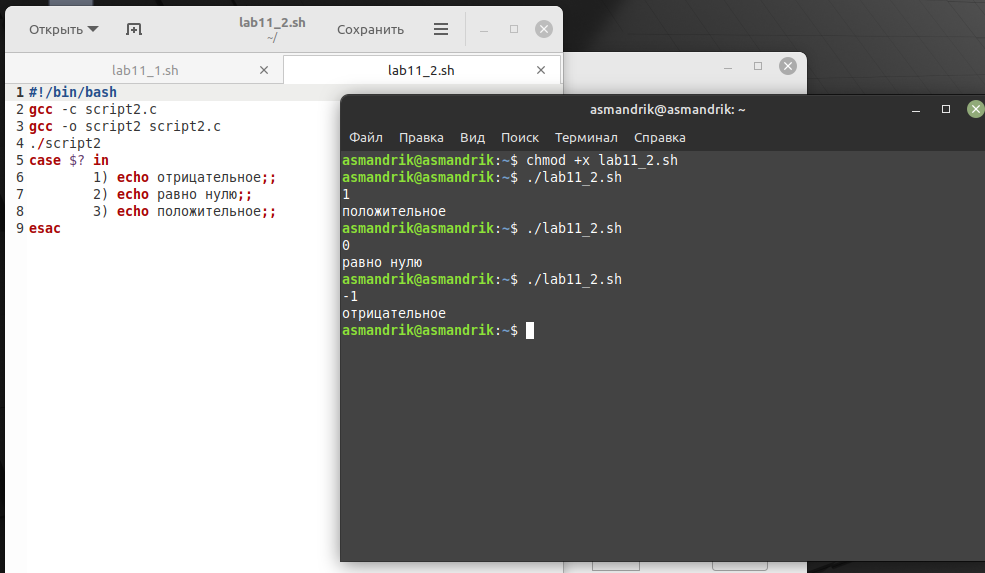 Открыть
lab11_2.sh
~/
Сохранить
lab11_1.sh
lab11_2.sh
1 #!/bin/bash
2 gcc -c script2.c
3 gcc -o script2 script2.c
4 ./script2
5 case $? in
6         1) echo отрицательное;;
7         2) echo равно нулю;;
8         3) echo положительное;;
9 esac
asmandrik@asmandrik: ~
Файл Правка Вид Поиск Терминал Справка
asmandrik@asmandrik:~$ chmod +x lab11_2.sh
asmandrik@asmandrik:~$ ./lab11_2.sh
1
положительное
asmandrik@asmandrik:~$ ./lab11_2.sh
0
равно нулю
asmandrik@asmandrik:~$ ./lab11_2.sh
-1
отрицательное
asmandrik@asmandrik:~$